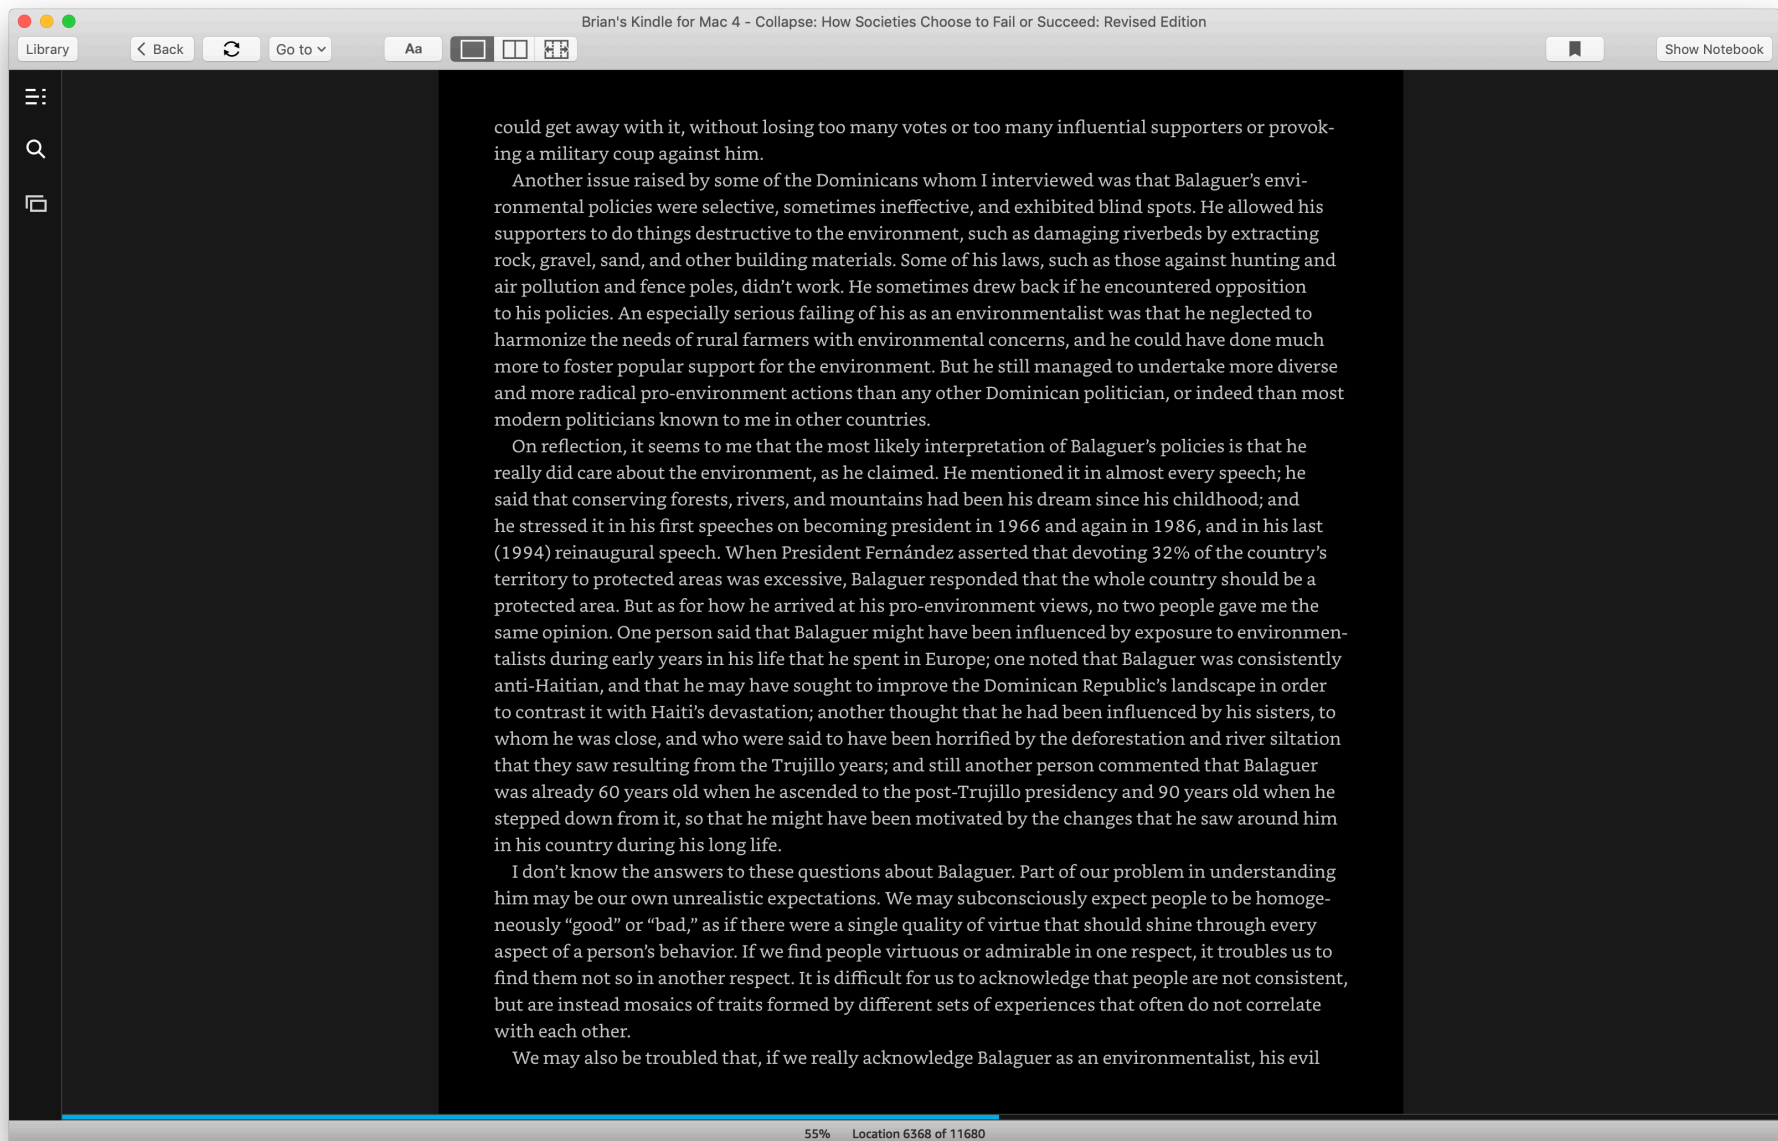 Brian's Kindle for Mac 4 - Collapse: How Societies Choose to Fail or Succeed: Revised Edition
Library
Back
Go to
Aa
Show Notebook
could get away with it, without losing too many votes or too many influential supporters or provok-
ing a military coup against him.
Another issue raised by some of the Dominicans whom I interviewed was that Balaguer’s envi-
ronmental policies were selective, sometimes ineffective, and exhibited blind spots. He allowed his
supporters to do things destructive to the environment, such as damaging riverbeds by extracting
rock, gravel, sand, and other building materials. Some of his laws, such as those against hunting and
air pollution and fence poles, didn’t work. He sometimes drew back if he encountered opposition
to his policies. An especially serious failing of his as an environmentalist was that he neglected to
harmonize the needs of rural farmers with environmental concerns, and he could have done much
more to foster popular support for the environment. But he still managed to undertake more diverse
and more radical pro-environment actions than any other Dominican politician, or indeed than most
modern politicians known to me in other countries.
On reflection, it seems to me that the most likely interpretation of Balaguer’s policies is that he
really did care about the environment, as he claimed. He mentioned it in almost every speech; he
said that conserving forests, rivers, and mountains had been his dream since his childhood; and
he stressed it in his first speeches on becoming president in 1966 and again in 1986, and in his last
(1994) reinaugural speech. When President Fernández asserted that devoting 32% of the country’s
territory to protected areas was excessive, Balaguer responded that the whole country should be a
protected area. But as for how he arrived at his pro-environment views, no two people gave me the
same opinion. One person said that Balaguer might have been influenced by exposure to environmen-
talists during early years in his life that he spent in Europe; one noted that Balaguer was consistently
anti-Haitian, and that he may have sought to improve the Dominican Republic’s landscape in order
to contrast it with Haiti’s devastation; another thought that he had been influenced by his sisters, to
whom he was close, and who were said to have been horrified by the deforestation and river siltation
that they saw resulting from the Trujillo years; and still another person commented that Balaguer
was already 60 years old when he ascended to the post-Trujillo presidency and 90 years old when he
stepped down from it, so that he might have been motivated by the changes that he saw around him
in his country during his long life.
I don’t know the answers to these questions about Balaguer. Part of our problem in understanding
him may be our own unrealistic expectations. We may subconsciously expect people to be homoge-
neously “good” or “bad,” as if there were a single quality of virtue that should shine through every
aspect of a person’s behavior. If we find people virtuous or admirable in one respect, it troubles us to
find them not so in another respect. It is difficult for us to acknowledge that people are not consistent,
but are instead mosaics of traits formed by different sets of experiences that often do not correlate
with each other.
We may also be troubled that, if we really acknowledge Balaguer as an environmentalist, his evil
55% Location 6368 of 11680